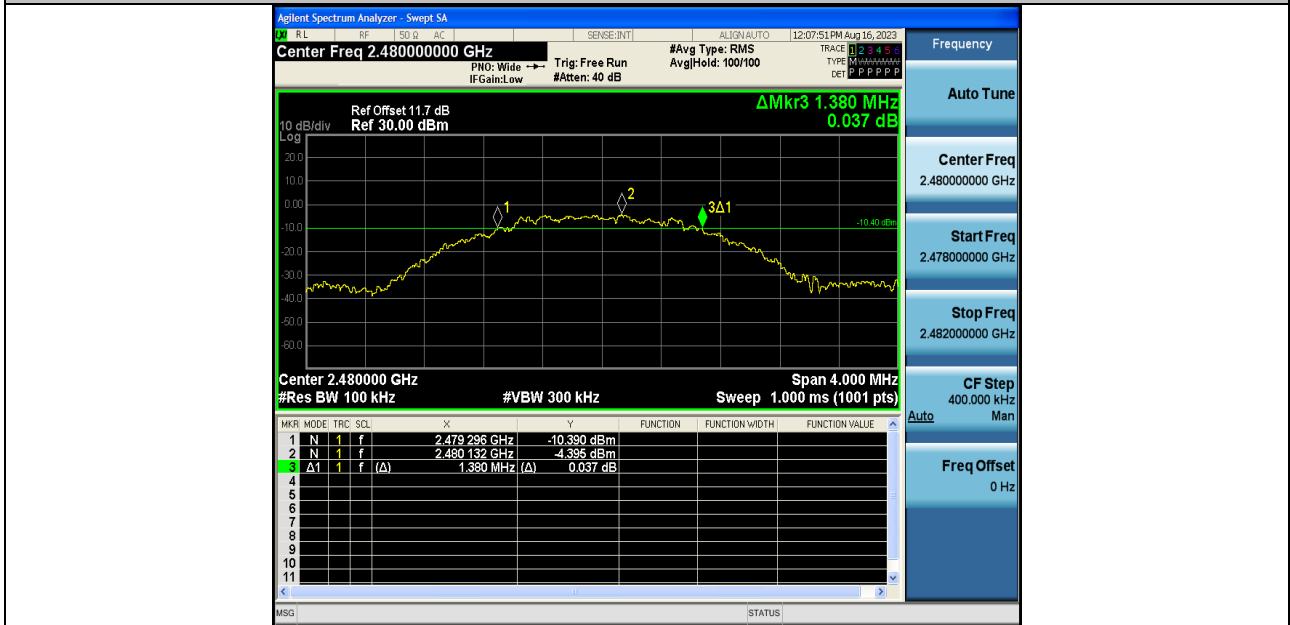 Agilent Spectrum Analyzer - Swept SA
RL RF 50 Ω AC SENSE:INT ALIGN AUTO 12:07:51 PM Aug 16, 2023
Center Freq 2.480000000 GHz
PNO: Wide
IFGain:Low
Trig: Free Run
#Atten: 40 dB
#Avg Type: RMS
Avg|Hold: 100/100
TRACE 1 2 3 4 5 6
TYPE M
DET P P P P P P
ΔMkr3 1.380 MHz
0.037 dB
Ref Offset 11.7 dB
10 dB/div Ref 30.00 dBm
Log
20.0
10.0
0.00
-10.0
-20.0
-30.0
-40.0
-50.0
-60.0
1
2
3Δ1
-10.40 dBm
Center 2.480000 GHz Span 4.000 MHz
#Res BW 100 kHz #VBW 300 kHz Sweep 1.000 ms (1001 pts)
MKR MODE TRC SCL X Y FUNCTION FUNCTION WIDTH FUNCTION VALUE
1 N 1 f 2.479 296 GHz -10.390 dBm
2 N 1 f 2.480 132 GHz -4.395 dBm
3 Δ1 1 f (Δ) 1.380 MHz (Δ) 0.037 dB
4
5
6
7
8
9
10
11
MSG STATUS
Frequency
Auto Tune
Center Freq
2.480000000 GHz
Start Freq
2.478000000 GHz
Stop Freq
2.482000000 GHz
CF Step
400.000 kHz
Auto Man
Freq Offset
0 Hz